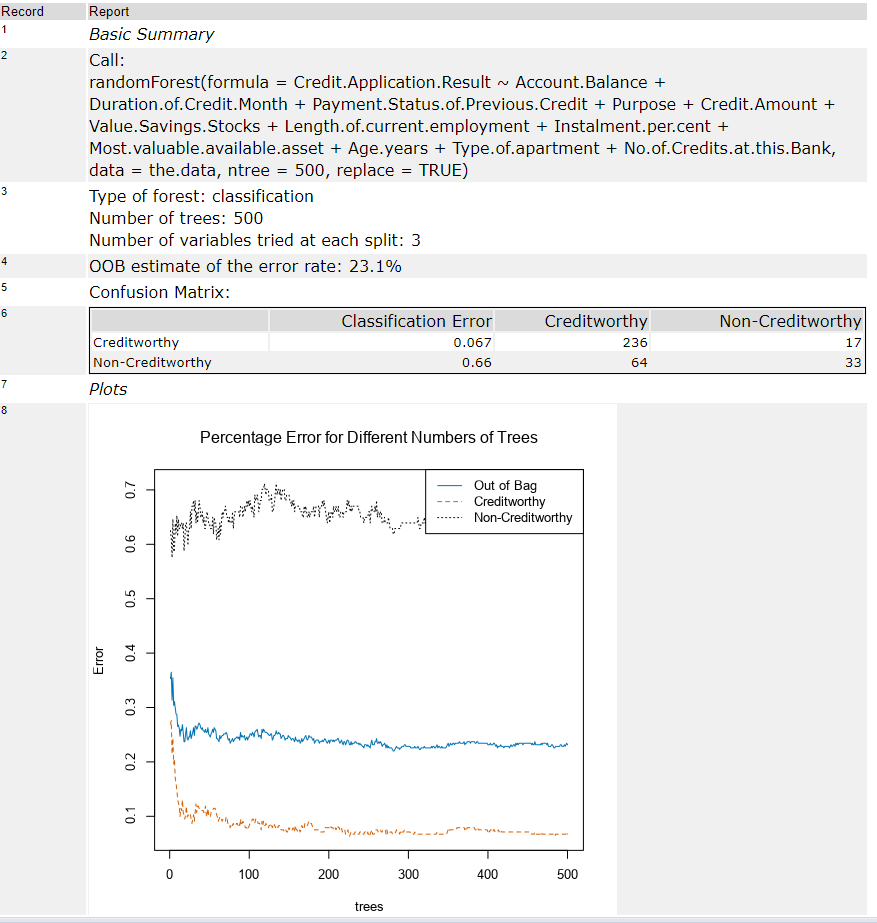 Record Report
1 Basic Summary
2 Call:
randomForest(formula = Credit.Application.Result ~ Account.Balance +
Duration.of.Credit.Month + Payment.Status.of.Previous.Credit + Purpose + Credit.Amount +
Value.Savings.Stocks + Length.of.current.employment + Instalment.per.cent +
Most.valuable.available.asset + Age.years + Type.of.apartment + No.of.Credits.at.this.Bank,
data = the.data, ntree = 500, replace = TRUE)
3 Type of forest: classification
Number of trees: 500
Number of variables tried at each split: 3
4 OOB estimate of the error rate: 23.1%
5 Confusion Matrix:
6 Classification Error Creditworthy Non-Creditworthy
Creditworthy 0.067 236 17
Non-Creditworthy 0.66 64 33
7 Plots
8
Percentage Error for Different Numbers of Trees
Out of Bag
Creditworthy
Non-Creditworthy
0.7
0.6
0.5
0.4
0.3
0.2
0.1
Error
0 100 200 300 400 500
trees